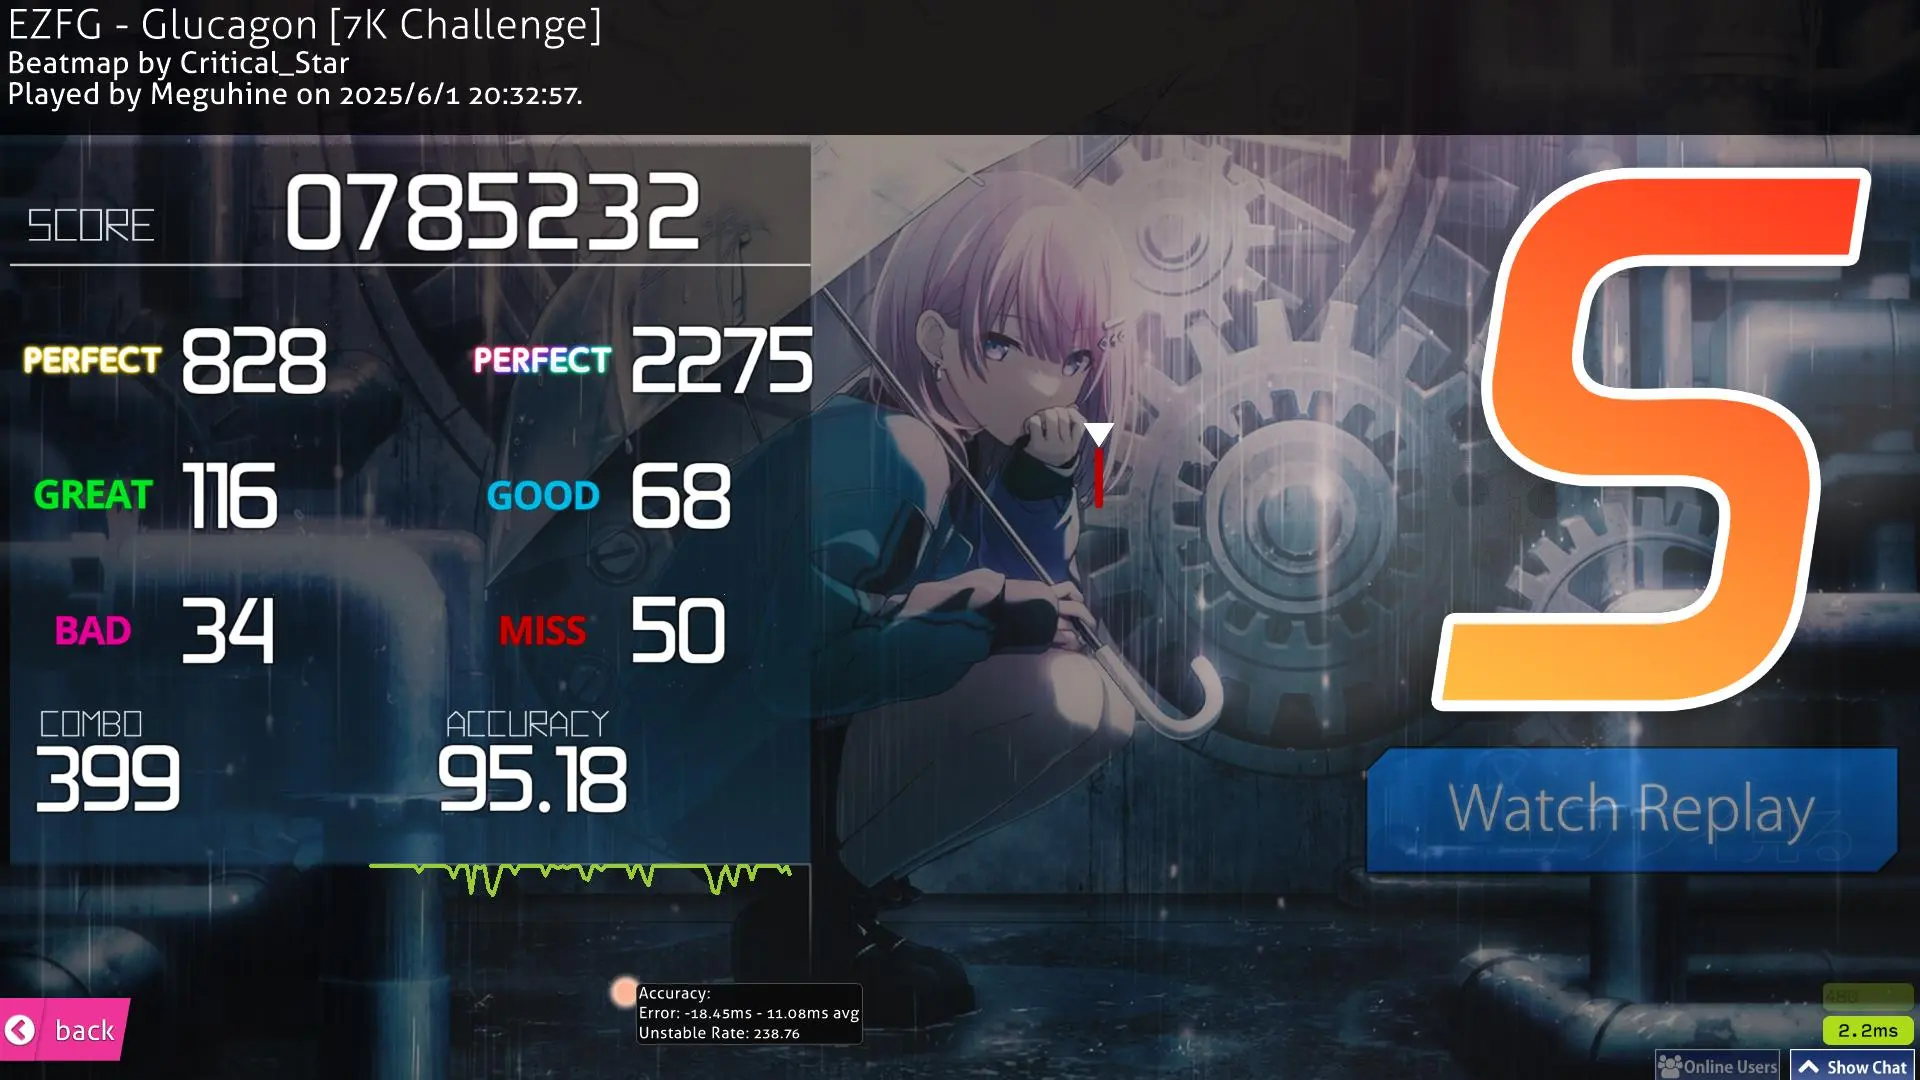 EZFG - Glucagon [7K Challenge]
Beatmap by Critical_Star
Played by Meguhine on 2025/6/1 20:32:57.
SCORE 0785232
PERFECT 828 PERFECT 2275
GREAT 116 GOOD 68
BAD 34 MISS 50
COMBO ACCURACY
399 95.18
Watch Replay
Accuracy:
Error: -18.45ms - 11.08ms avg
Unstable Rate: 238.76
back
2.2ms
Online Users Show Chat